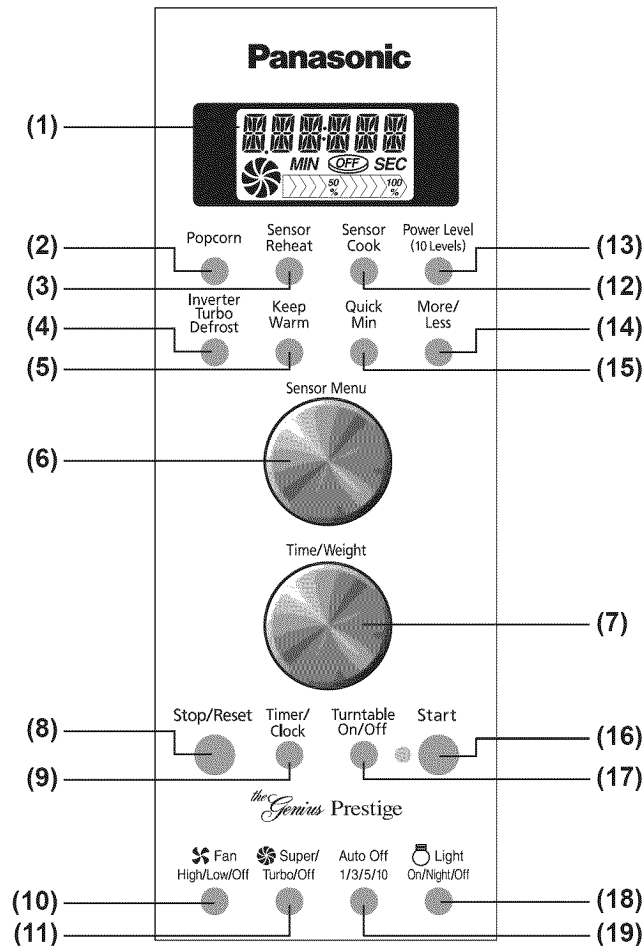 Panasonic
(1)
MIN OFF SEC
50 % 100 %
Popcorn
Sensor
Reheat
Sensor
Cook
Power Level
(10 Levels)
(2)
(13)
(3)
(12)
Inverter
Turbo
Defrost
Keep
Warm
Quick
Min
More/
Less
(4)
(14)
(5)
(15)
Sensor Menu
(6)
Time/Weight
(7)
Stop/Reset
Timer/
Clock
Turntable
On/Off
Start
(8)
(16)
(9)
(17)
the Genius Prestige
Fan
High/Low/Off
Super/
Turbo/Off
Auto Off
1/3/5/10
Light
On/Night/Off
(10)
(18)
(11)
(19)